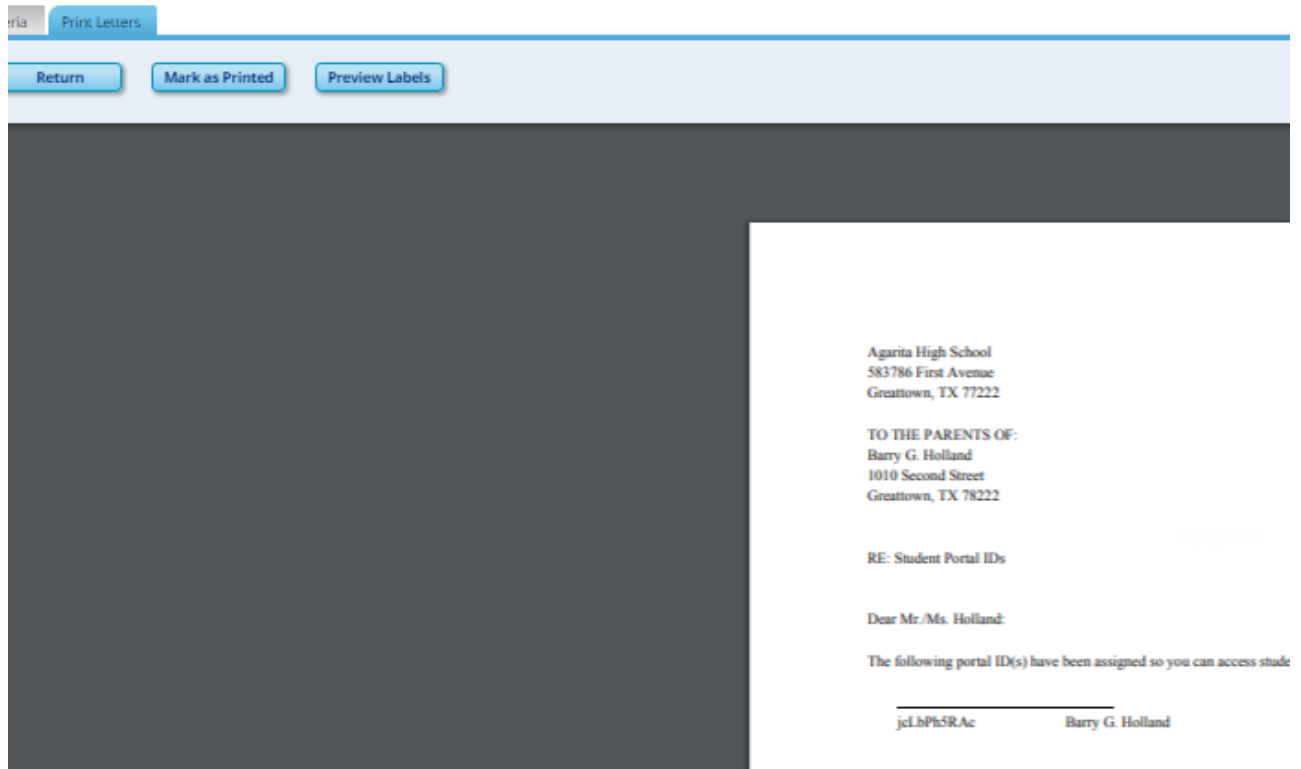 eria Print Letters
Return Mark as Printed Preview Labels
Agarita High School
583786 First Avenue
Greattown, TX 77222
TO THE PARENTS OF:
Barry G. Holland
1010 Second Street
Greattown, TX 78222
RE: Student Portal IDs
Dear Mr./Ms. Holland:
The following portal ID(s) have been assigned so you can access stude
jcLbPh5RAc Barry G. Holland